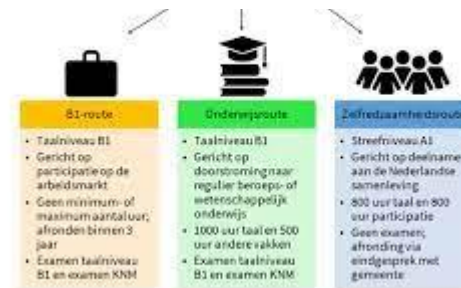 B1-route
• Taalniveau B1
• Gericht op
participatie op de
arbeidsmarkt
• Geen minimum- of
maximum aantal uur;
afronden binnen 3
jaar
• Examen taalniveau
B1 en examen KNM
Onderwijsroute
• Taalniveau B1
• Gericht op
doorstroming naar
regulier beroeps- of
wetenschappelijk
onderwijs
• 1000 uur taal en 500
uur andere vakken
• Examen taalniveau
B1 en examen KNM
Zelfredzaamheidsroute
• Streefniveau A1
• Gericht op deelname
aan de Nederlandse
samenleving
• 800 uur taal en 800
uur participatie
• Geen examen;
afronding via
eindgesprek met
gemeente